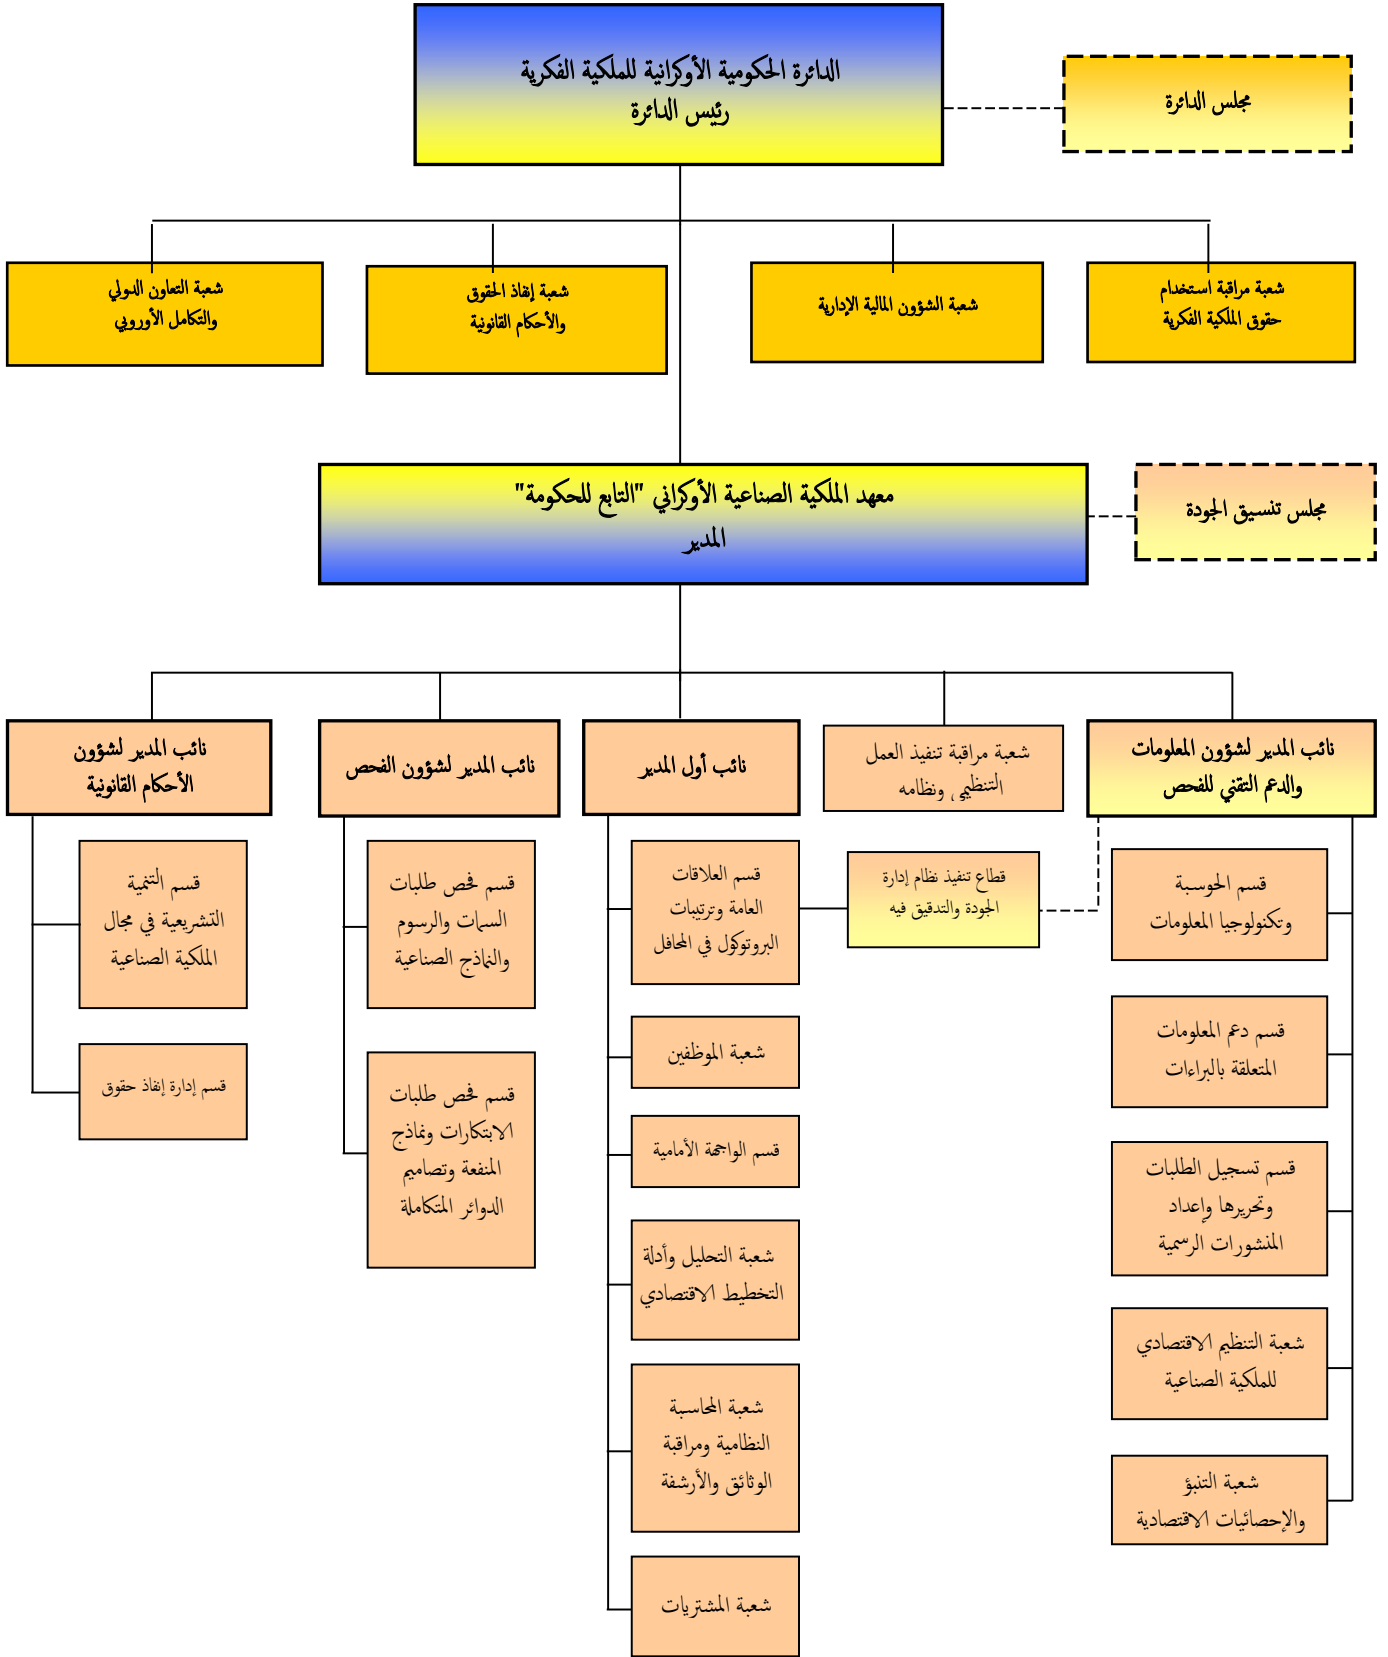 الدائرة الحكومية الأوكرانية للملكية الفكرية
رئيس الدائرة
مجلس الدائرة
شعبة مراقبة استخدام
حقوق الملكية الفكرية
شعبة الشؤون المالية الإدارية
شعبة إنفاذ الحقوق
والأحكام القانونية
شعبة التعاون الدولي
والتكامل الأوروبي
معهد الملكية الصناعية الأوكراني "التابع للحكومة"
المدير
مجلس تنسيق الجودة
نائب المدير لشؤون المعلومات
والدعم التقني للفحص
شعبة مراقبة تنفيذ العمل
التنظيمي ونظامه
نائب أول المدير
نائب المدير لشؤون الفحص
نائب المدير لشؤون
الأحكام القانونية
قسم الحوسبة
وتكنولوجيا المعلومات
قسم دعم المعلومات
المتعلقة بالبراءات
قسم تسجيل الطلبات
وتحريرها وإعداد
المنشورات الرسمية
شعبة التنظيم الاقتصادي
للملكية الصناعية
شعبة التنبؤ
والإحصائيات الاقتصادية
قطاع تنفيذ نظام إدارة
الجودة والتدقيق فيه
قسم العلاقات
العامة وترتيبات
البروتوكول في المحافل
شعبة الموظفين
قسم الواجهة الأمامية
شعبة التحليل وأدلة
التخطيط الاقتصادي
شعبة المحاسبة
النظامية ومراقبة
الوثائق والأرشفة
شعبة المشتريات
قسم فحص طلبات
السمات والرسوم
والنماذج الصناعية
قسم فحص طلبات
الابتكارات ونماذج
المنفعة وتصاميم
الدوائر المتكاملة
قسم التنمية
التشريعية في مجال
الملكية الصناعية
قسم إدارة إنفاذ حقوق